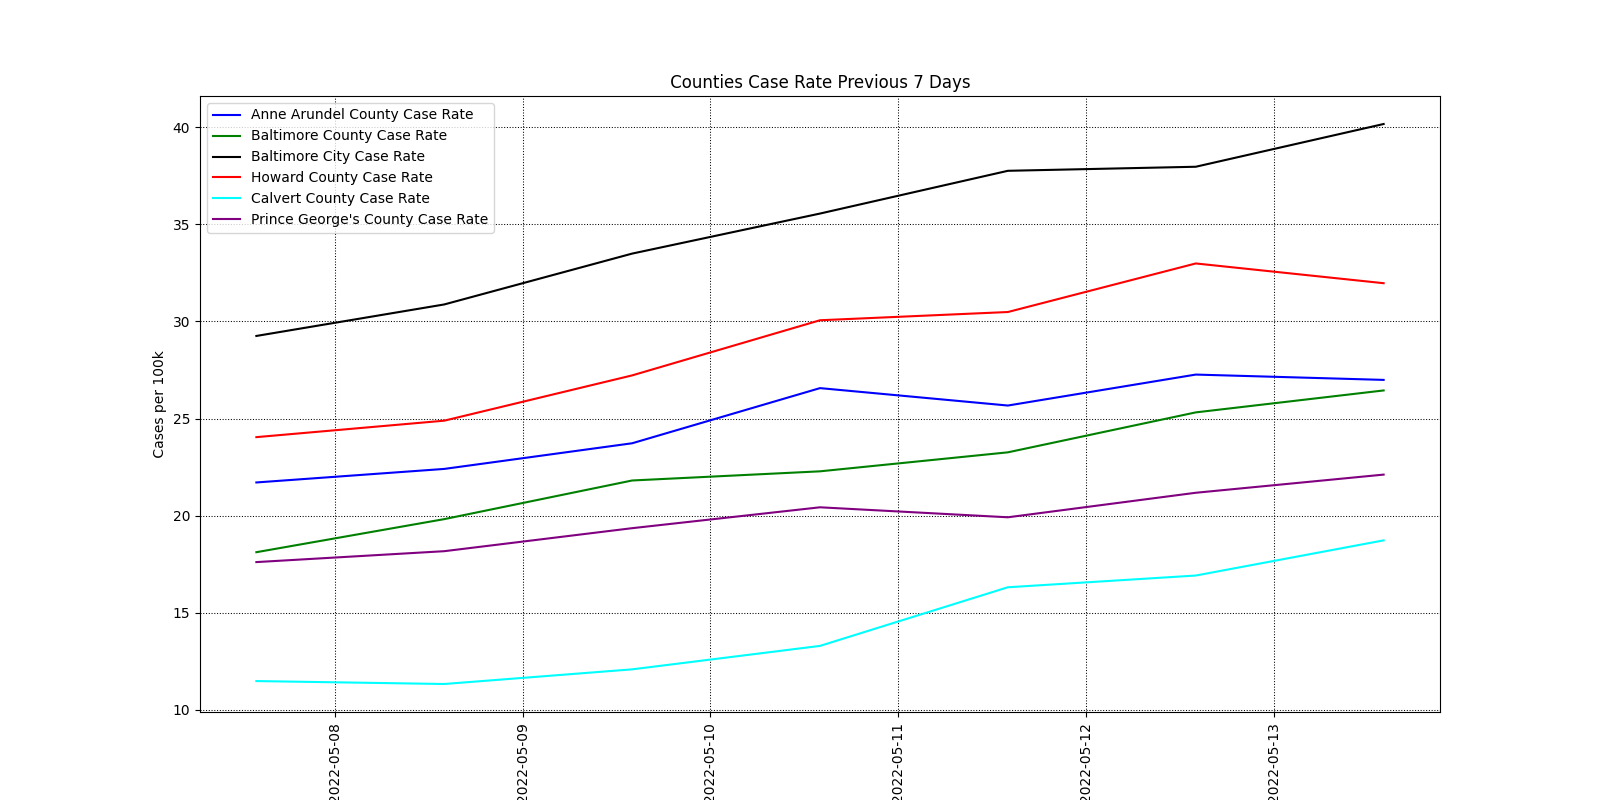 Counties Case Rate Previous 7 Days
Anne Arundel County Case Rate
Baltimore County Case Rate
Baltimore City Case Rate
Howard County Case Rate
Calvert County Case Rate
Prince George's County Case Rate
Cases per 100k
40
35
30
25
20
15
10
2022-05-08
2022-05-09
2022-05-10
2022-05-11
2022-05-12
2022-05-13